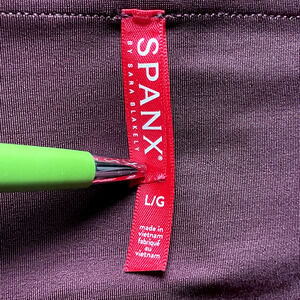 SPANX®
BY SARA BLAKELY
L/G
made in
vietnam
fabriqué
au
vietnam